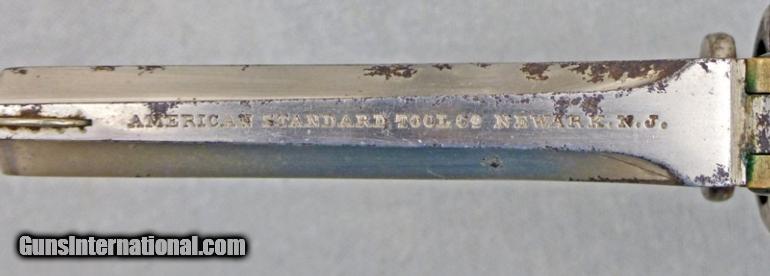 AMERICAN STANDARD TOOL Co NEWARK. N.J.
GunsInternational.com